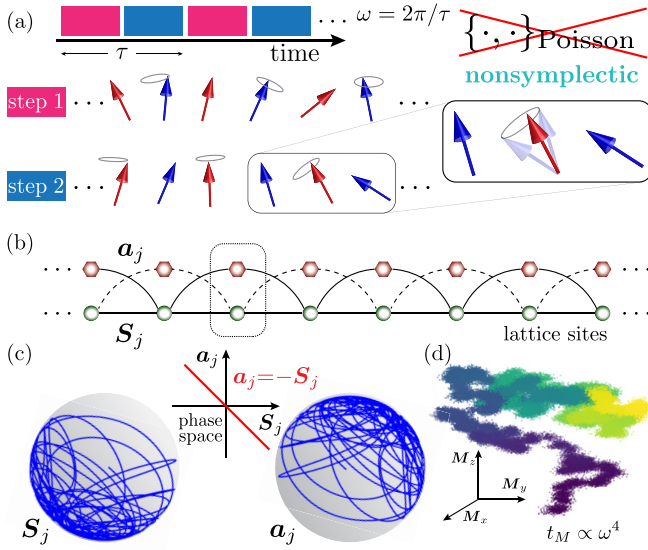 (a)
··· ω = 2π/τ
τ
time
{·, ·}Poisson
nonsymplectic
step 1
··· ···
step 2
··· ···
(b)
··· a_j ···
··· S_j ···
lattice sites
(c)
a_j
a_j=−S_j
phase
space
S_j
S_j
a_j
(d)
M_z
M_y
M_x
t_M ∝ ω^4